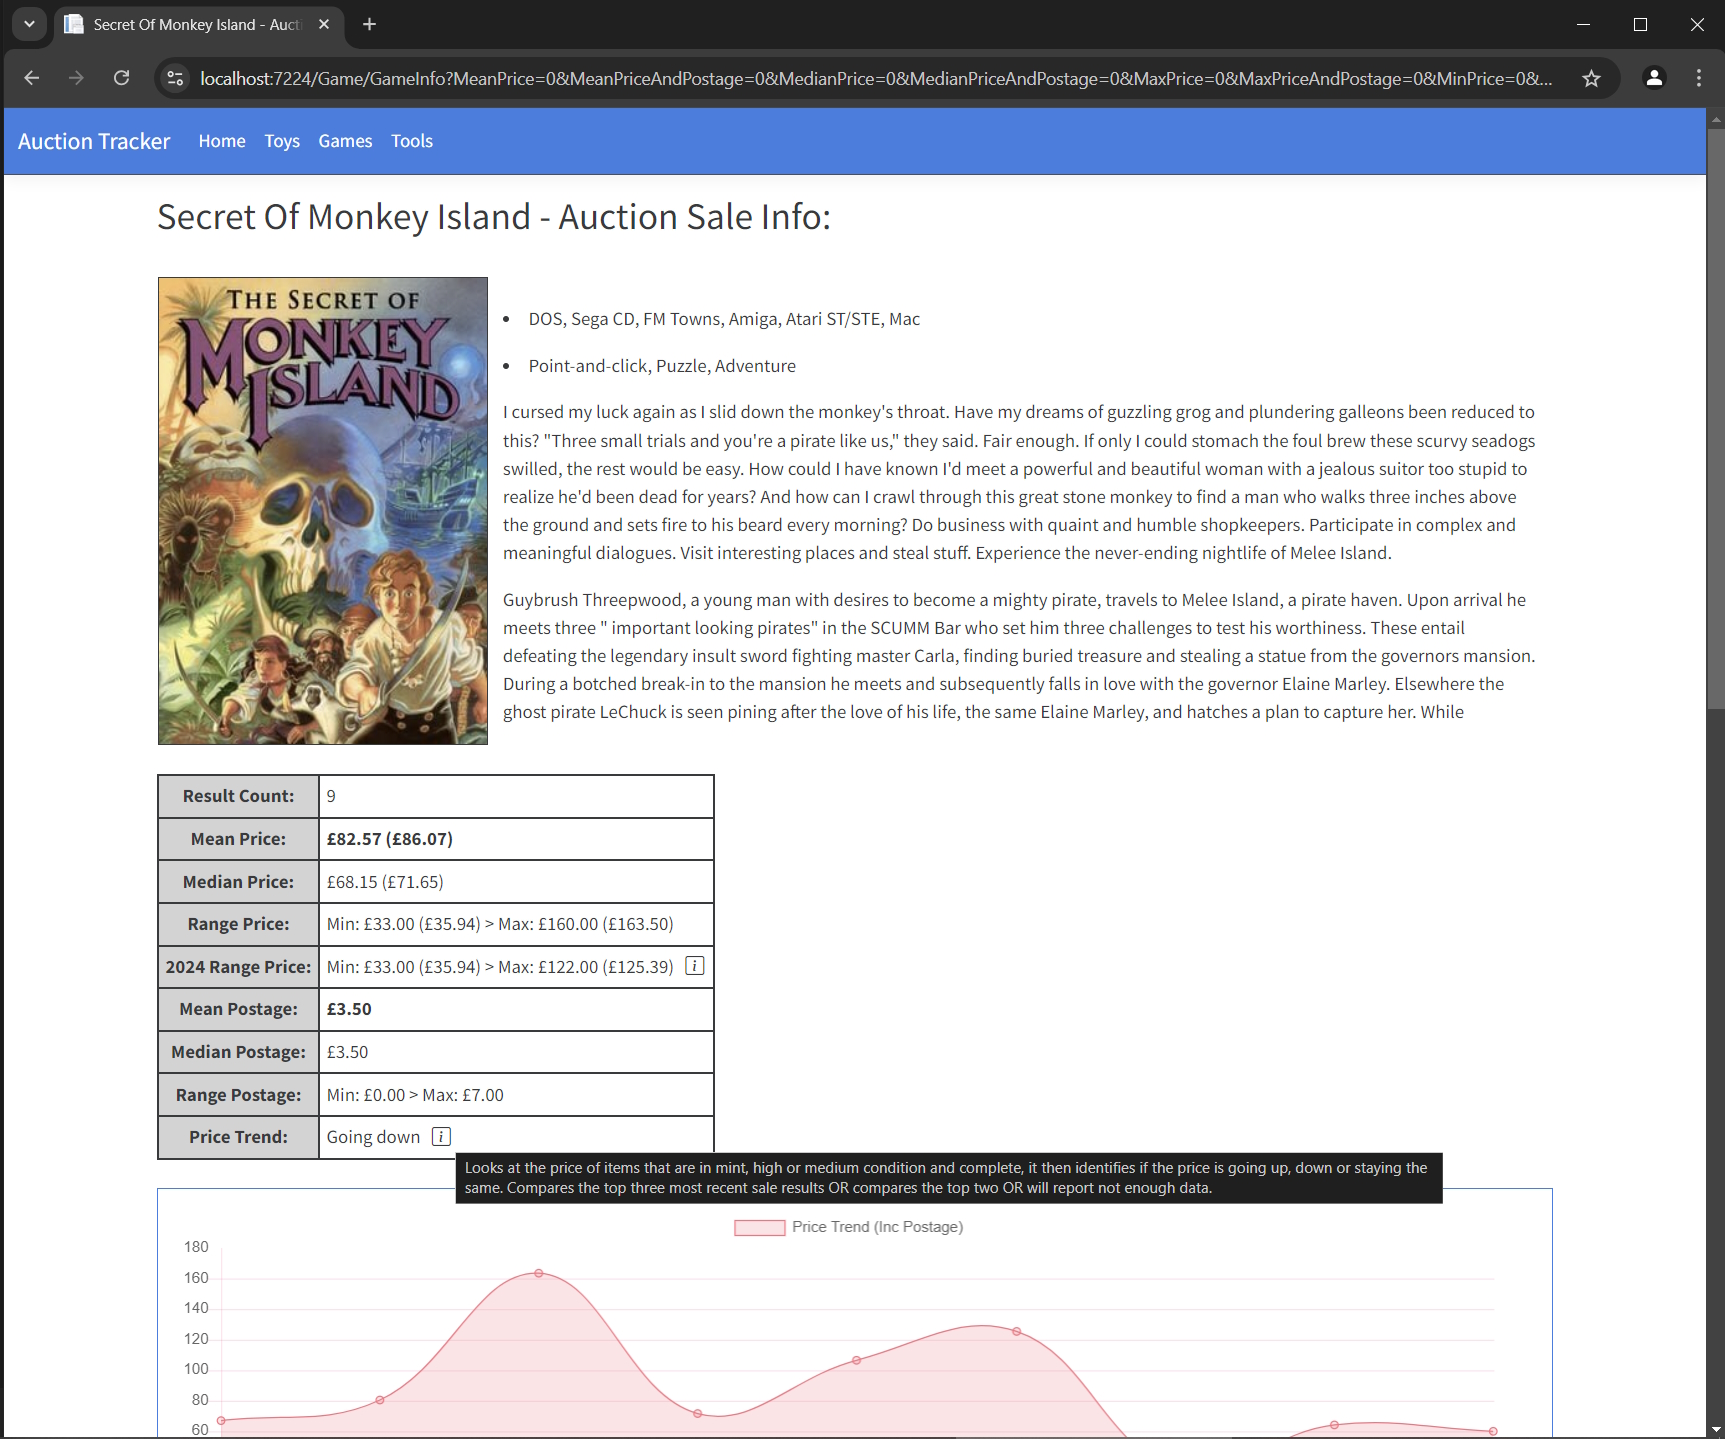 Secret Of Monkey Island - Aucti
localhost:7224/Game/GameInfo?MeanPrice=0&MeanPriceAndPostage=0&MedianPrice=0&MedianPriceAndPostage=0&MaxPrice=0&MaxPriceAndPostage=0&MinPrice=0&...
Auction Tracker Home Toys Games Tools
Secret Of Monkey Island - Auction Sale Info:
THE SECRET OF
MONKEY
ISLAND
• DOS, Sega CD, FM Towns, Amiga, Atari ST/STE, Mac
• Point-and-click, Puzzle, Adventure
I cursed my luck again as I slid down the monkey's throat. Have my dreams of guzzling grog and plundering galleons been reduced to
this? "Three small trials and you're a pirate like us," they said. Fair enough. If only I could stomach the foul brew these scurvy seadogs
swilled, the rest would be easy. How could I have known I'd meet a powerful and beautiful woman with a jealous suitor too stupid to
realize he'd been dead for years? And how can I crawl through this great stone monkey to find a man who walks three inches above
the ground and sets fire to his beard every morning? Do business with quaint and humble shopkeepers. Participate in complex and
meaningful dialogues. Visit interesting places and steal stuff. Experience the never-ending nightlife of Melee Island.
Guybrush Threepwood, a young man with desires to become a mighty pirate, travels to Melee Island, a pirate haven. Upon arrival he
meets three " important looking pirates" in the SCUMM Bar who set him three challenges to test his worthiness. These entail
defeating the legendary insult sword fighting master Carla, finding buried treasure and stealing a statue from the governors mansion.
During a botched break-in to the mansion he meets and subsequently falls in love with the governor Elaine Marley. Elsewhere the
ghost pirate LeChuck is seen pining after the love of his life, the same Elaine Marley, and hatches a plan to capture her. While
Result Count: 9
Mean Price: £82.57 (£86.07)
Median Price: £68.15 (£71.65)
Range Price: Min: £33.00 (£35.94) > Max: £160.00 (£163.50)
2024 Range Price: Min: £33.00 (£35.94) > Max: £122.00 (£125.39) i
Mean Postage: £3.50
Median Postage: £3.50
Range Postage: Min: £0.00 > Max: £7.00
Price Trend: Going down i
Looks at the price of items that are in mint, high or medium condition and complete, it then identifies if the price is going up, down or staying the
same. Compares the top three most recent sale results OR compares the top two OR will report not enough data.
Price Trend (Inc Postage)
180
160
140
120
100
80
60